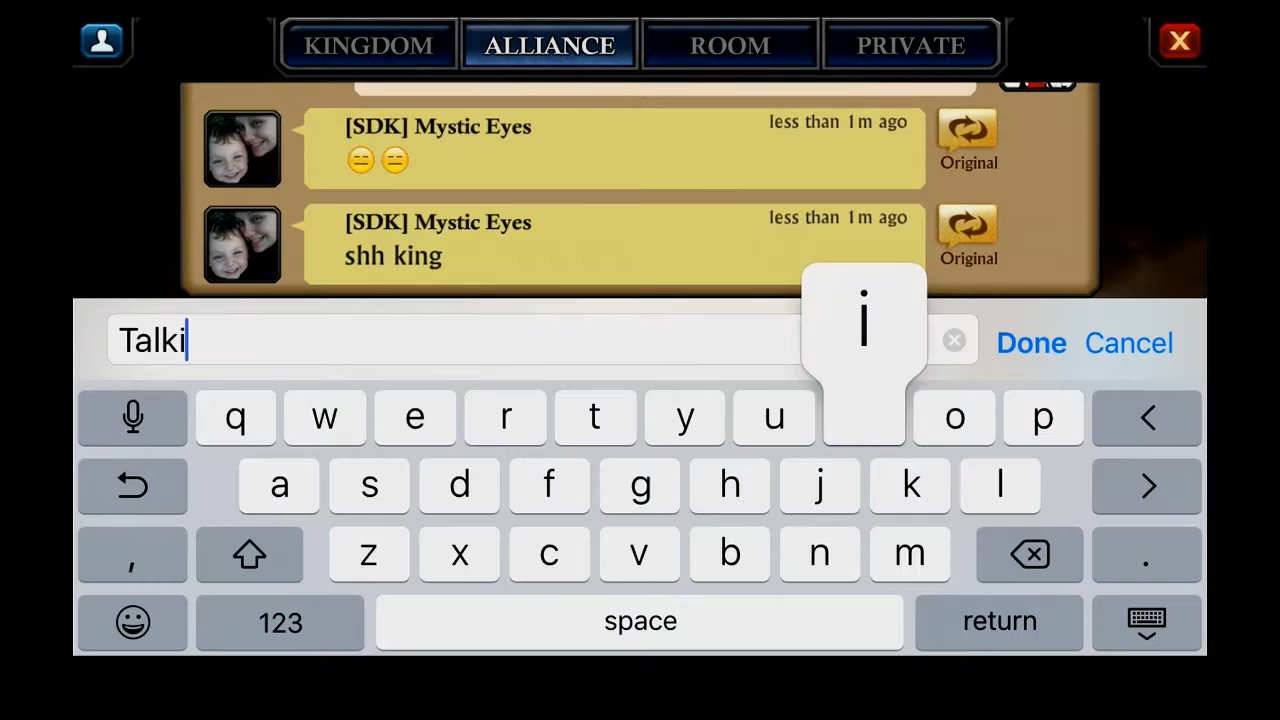 KINGDOM
ALLIANCE
ROOM
PRIVATE
[SDK] Mystic Eyes
less than 1m ago
😑😑
Original
[SDK] Mystic Eyes
less than 1m ago
shh king
Original
Talki
Done Cancel
i
q w e r t y u o p
a s d f g h j k l
, z x c v b n m .
123 space return